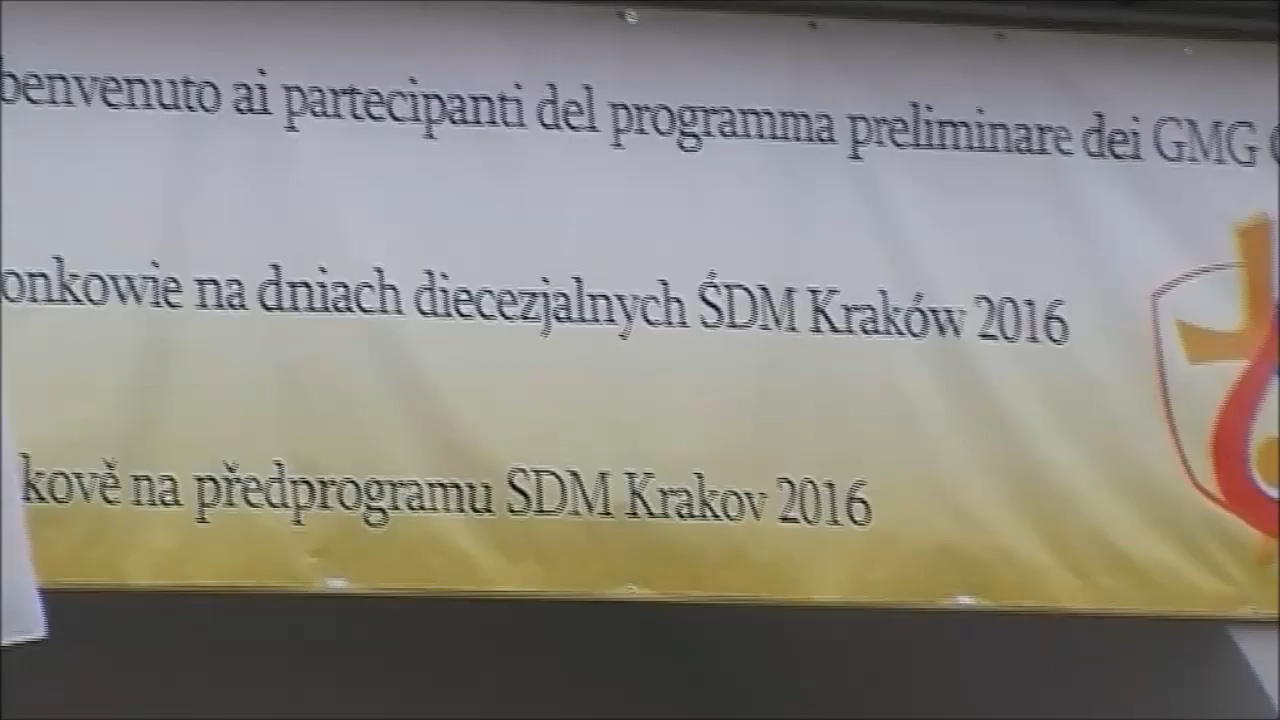 benvenuto ai partecipanti del programma preliminare dei GMG
onkowie na dniach diecezjalnych ŚDM Kraków 2016
kově na předprogramu SDM Krakov 2016